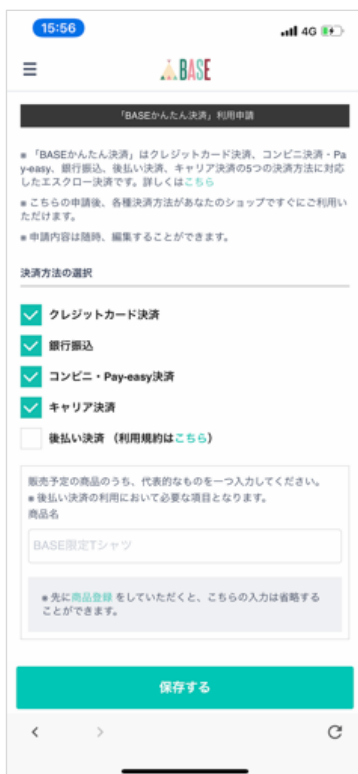 15:56
4G
BASE
「BASEかんたん決済」利用申請
※「BASEかんたん決済」はクレジットカード決済、コンビニ決済・Pa
y-easy、銀行振込、後払い決済、キャリア決済の5つの決済方法に対応
したエスクロー決済です。詳しくはこちら
※こちらの申請後、各種決済方法があなたのショップですぐにご利用い
ただけます。
※申請内容は随時、編集することができます。
決済方法の選択
クレジットカード決済
銀行振込
コンビニ・Pay-easy決済
キャリア決済
後払い決済（利用規約はこちら）
販売予定の商品のうち、代表的なものを一つ入力してください。
※後払い決済の利用において必要な項目となります。
商品名
BASE限定Tシャツ
※先に商品登録 をしていただくと、こちらの入力は省略する
ことができます。
保存する